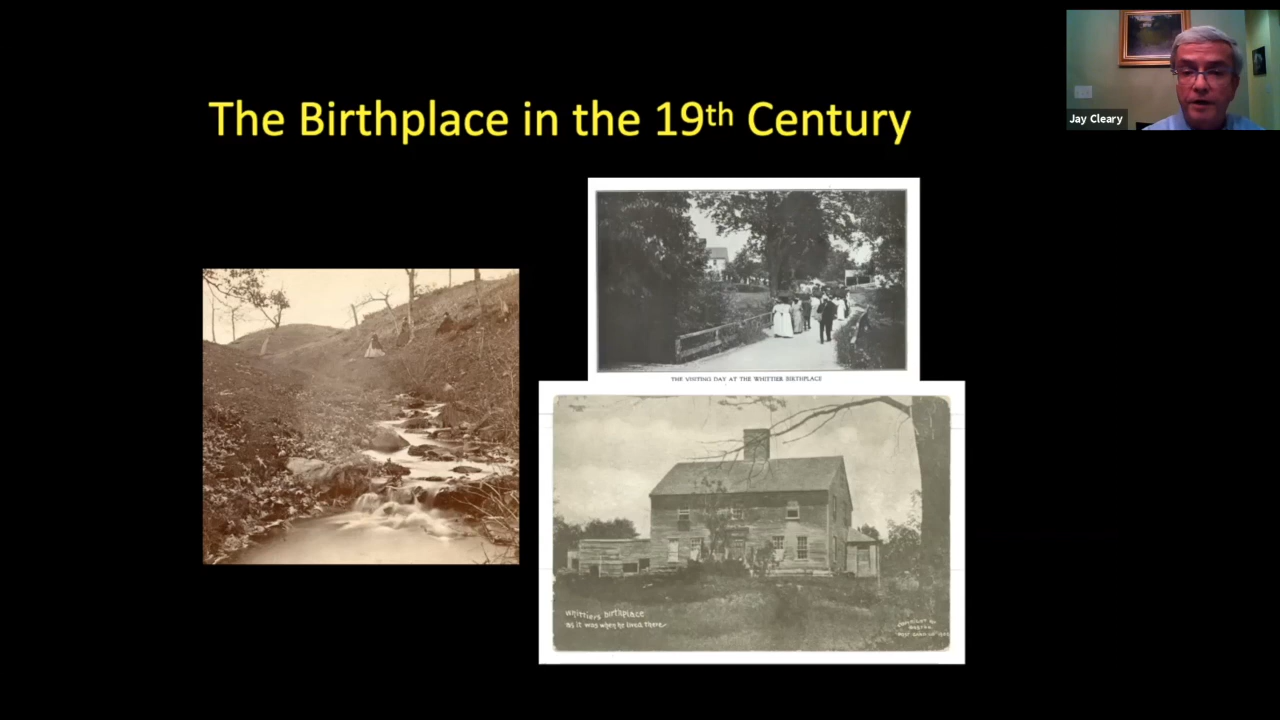 The Birthplace in the 19th Century
Jay Cleary
THE VISITING DAY AT THE WHITTIER BIRTHPLACE
Whittiers birthplace
as it was when he lived there